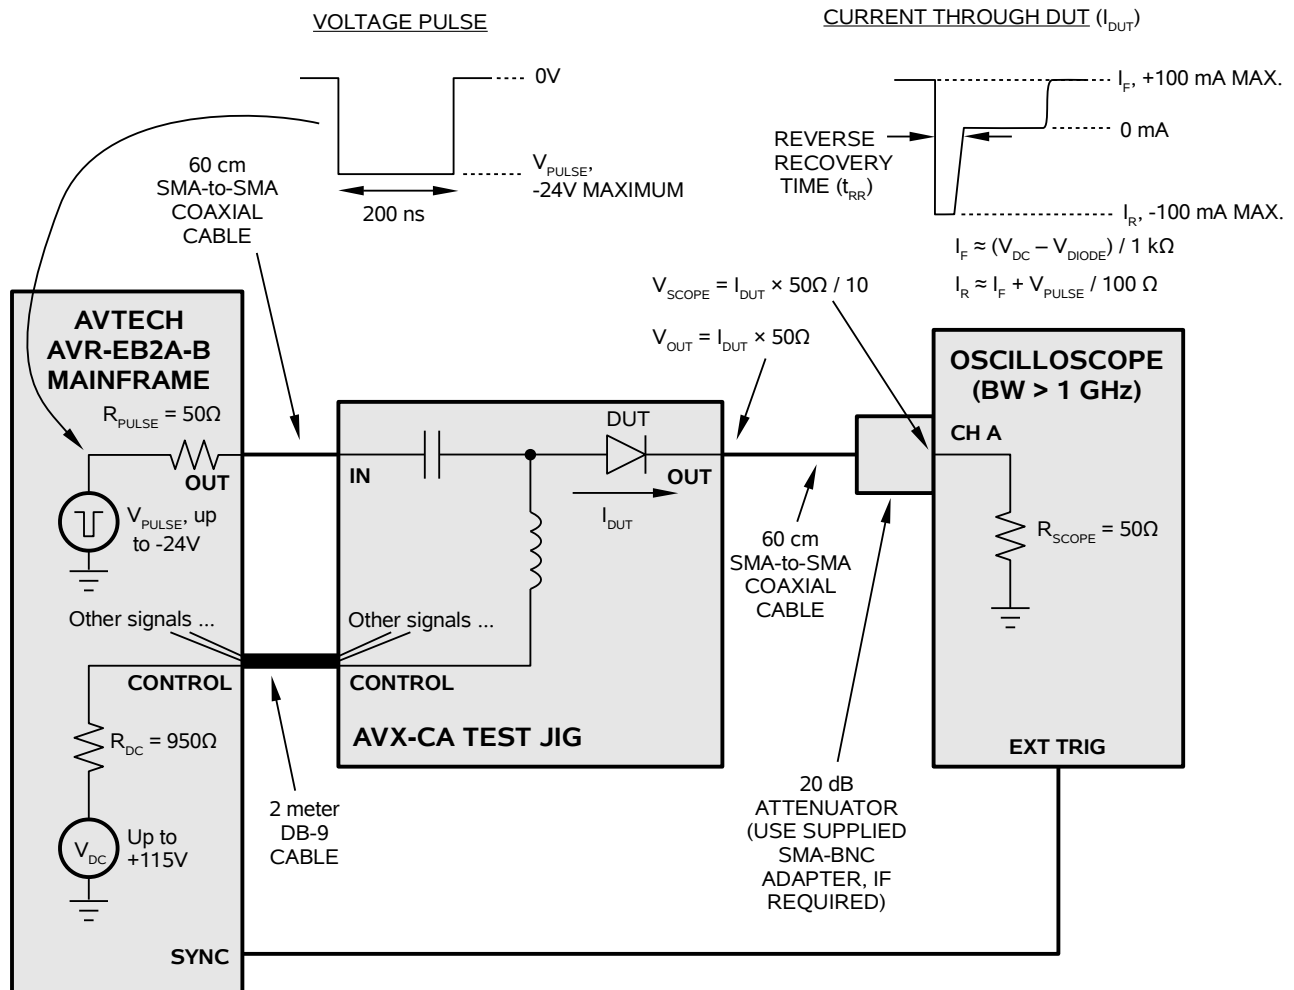 VOLTAGE PULSE
0V
V_PULSE,
-24V MAXIMUM
200 ns
CURRENT THROUGH DUT (I_DUT)
I_F, +100 mA MAX.
0 mA
I_R, -100 mA MAX.
REVERSE
RECOVERY
TIME (t_RR)
I_F ≈ (V_DC – V_DIODE) / 1 kΩ
I_R ≈ I_F + V_PULSE / 100 Ω
60 cm
SMA-to-SMA
COAXIAL
CABLE
V_SCOPE = I_DUT × 50Ω / 10
V_OUT = I_DUT × 50Ω
AVTECH
AVR-EB2A-B
MAINFRAME
R_PULSE = 50Ω
OUT
V_PULSE, up
to -24V
Other signals ...
CONTROL
R_DC = 950Ω
V_DC
Up to
+115V
SYNC
IN
DUT
OUT
I_DUT
Other signals ...
CONTROL
AVX-CA TEST JIG
2 meter
DB-9
CABLE
60 cm
SMA-to-SMA
COAXIAL
CABLE
20 dB
ATTENUATOR
(USE SUPPLIED
SMA-BNC
ADAPTER, IF
REQUIRED)
OSCILLOSCOPE
(BW > 1 GHz)
CH A
R_SCOPE = 50Ω
EXT TRIG